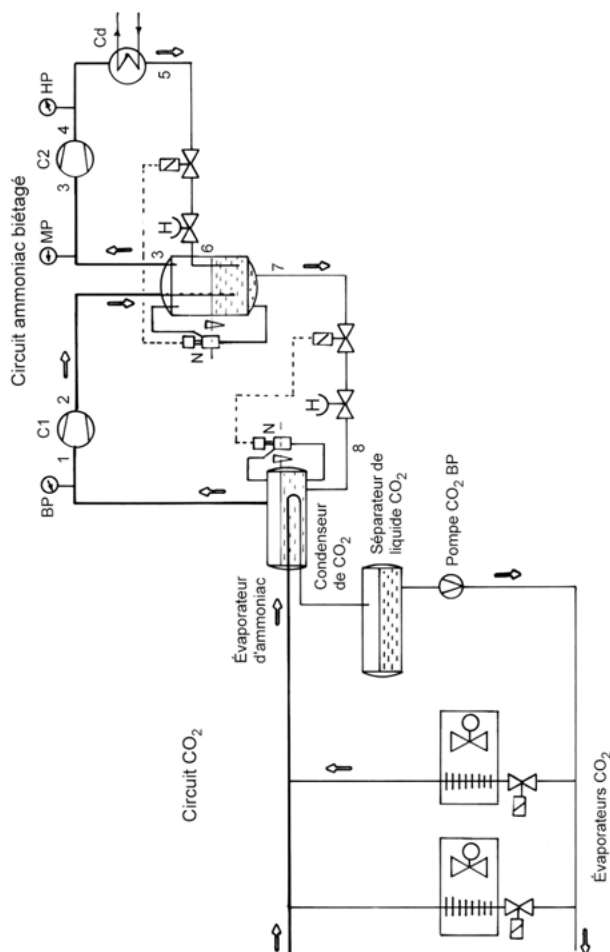 Circuit ammoniac biétagé
BP
1
C1
2
MP
3
C2
4
HP
Cd
5
H
6
3
7
N
N
H
8
Évaporateur
d'ammoniac
Condenseur
de CO₂
Séparateur de
liquide CO₂
Pompe CO₂ BP
Circuit CO₂
Évaporateurs CO₂